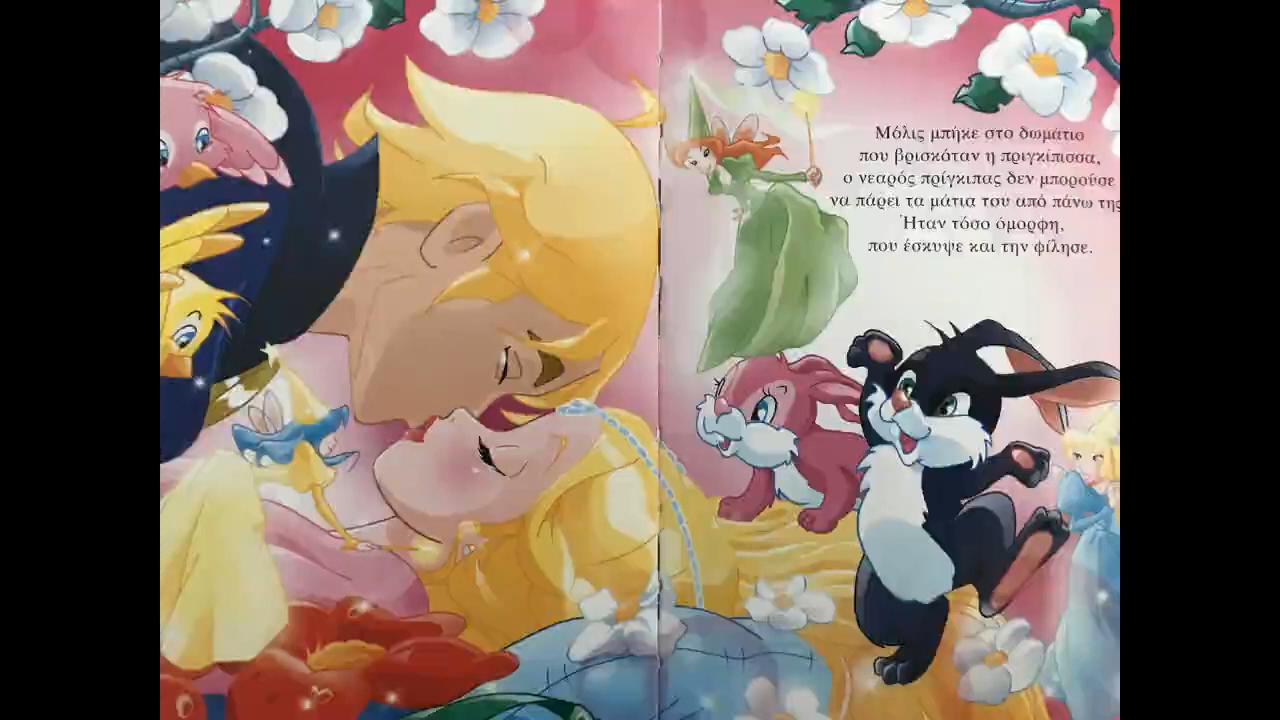 Μόλις μπήκε στο δωμάτιο
που βρισκόταν η πριγκίπισσα,
ο νεαρός πρίγκιπας δεν μπορούσε
να πάρει τα μάτια του από πάνω της.
Ήταν τόσο όμορφη,
που έσκυψε και την φίλησε.